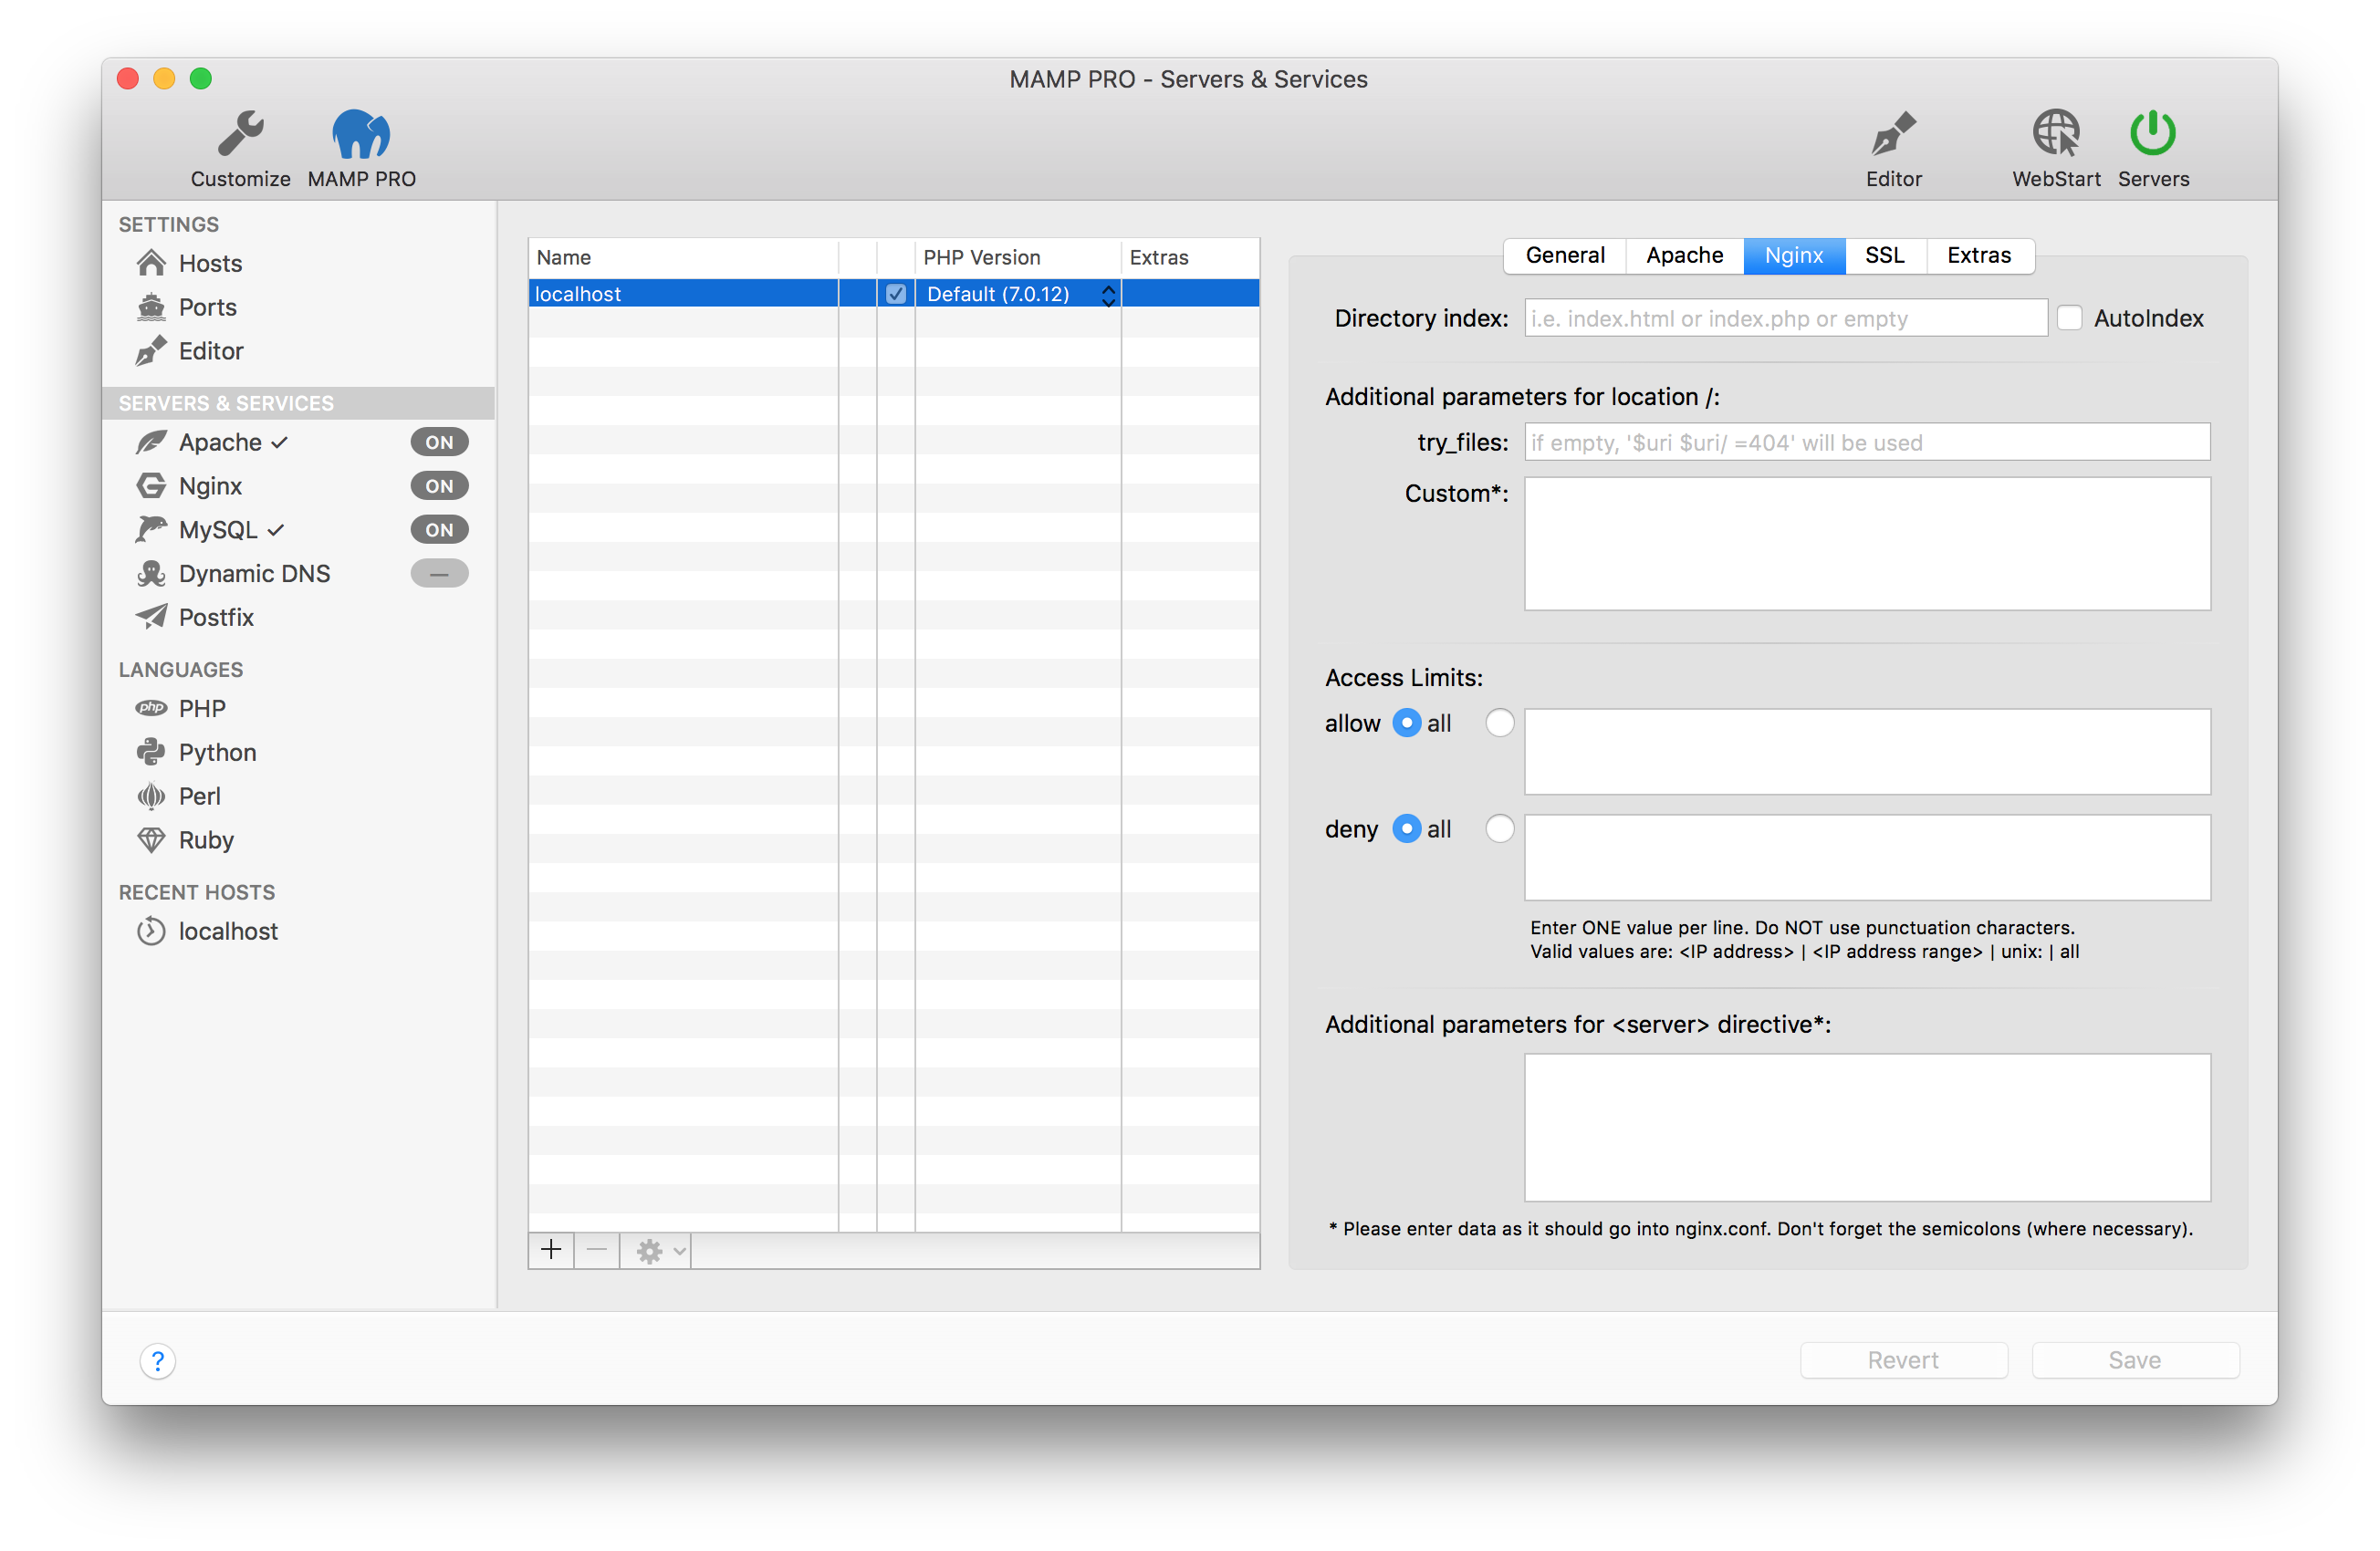 MAMP PRO - Servers & Services
Customize
MAMP PRO
Editor
WebStart
Servers
SETTINGS
Hosts
Ports
Editor
SERVERS & SERVICES
Apache ✓ ON
Nginx ON
MySQL ✓ ON
Dynamic DNS —
Postfix
LANGUAGES
php PHP
Python
Perl
Ruby
RECENT HOSTS
localhost
Name PHP Version Extras
localhost Default (7.0.12)
General Apache Nginx SSL Extras
Directory index: i.e. index.html or index.php or empty AutoIndex
Additional parameters for location /:
try_files: if empty, '$uri $uri/ =404' will be used
Custom*:
Access Limits:
allow all
deny all
Enter ONE value per line. Do NOT use punctuation characters.
Valid values are: <IP address> | <IP address range> | unix: | all
Additional parameters for <server> directive*:
* Please enter data as it should go into nginx.conf. Don't forget the semicolons (where necessary).
?
Revert
Save